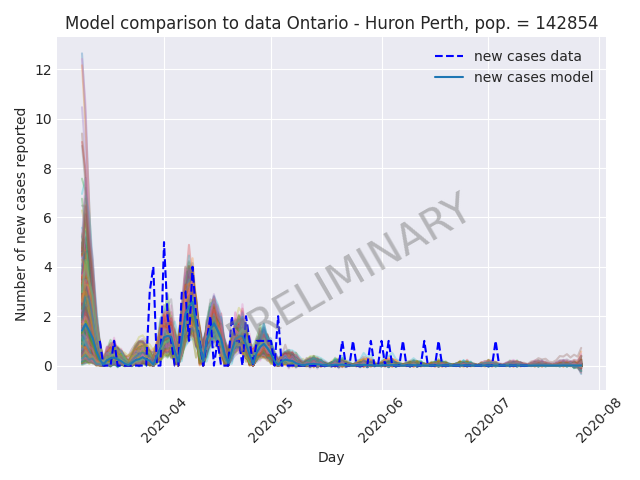 Model comparison to data Ontario - Huron Perth, pop. = 142854
new cases data
new cases model
12
10
8
6
4
2
0
Number of new cases reported
PRELIMINARY
2020-04
2020-05
2020-06
2020-07
2020-08
Day